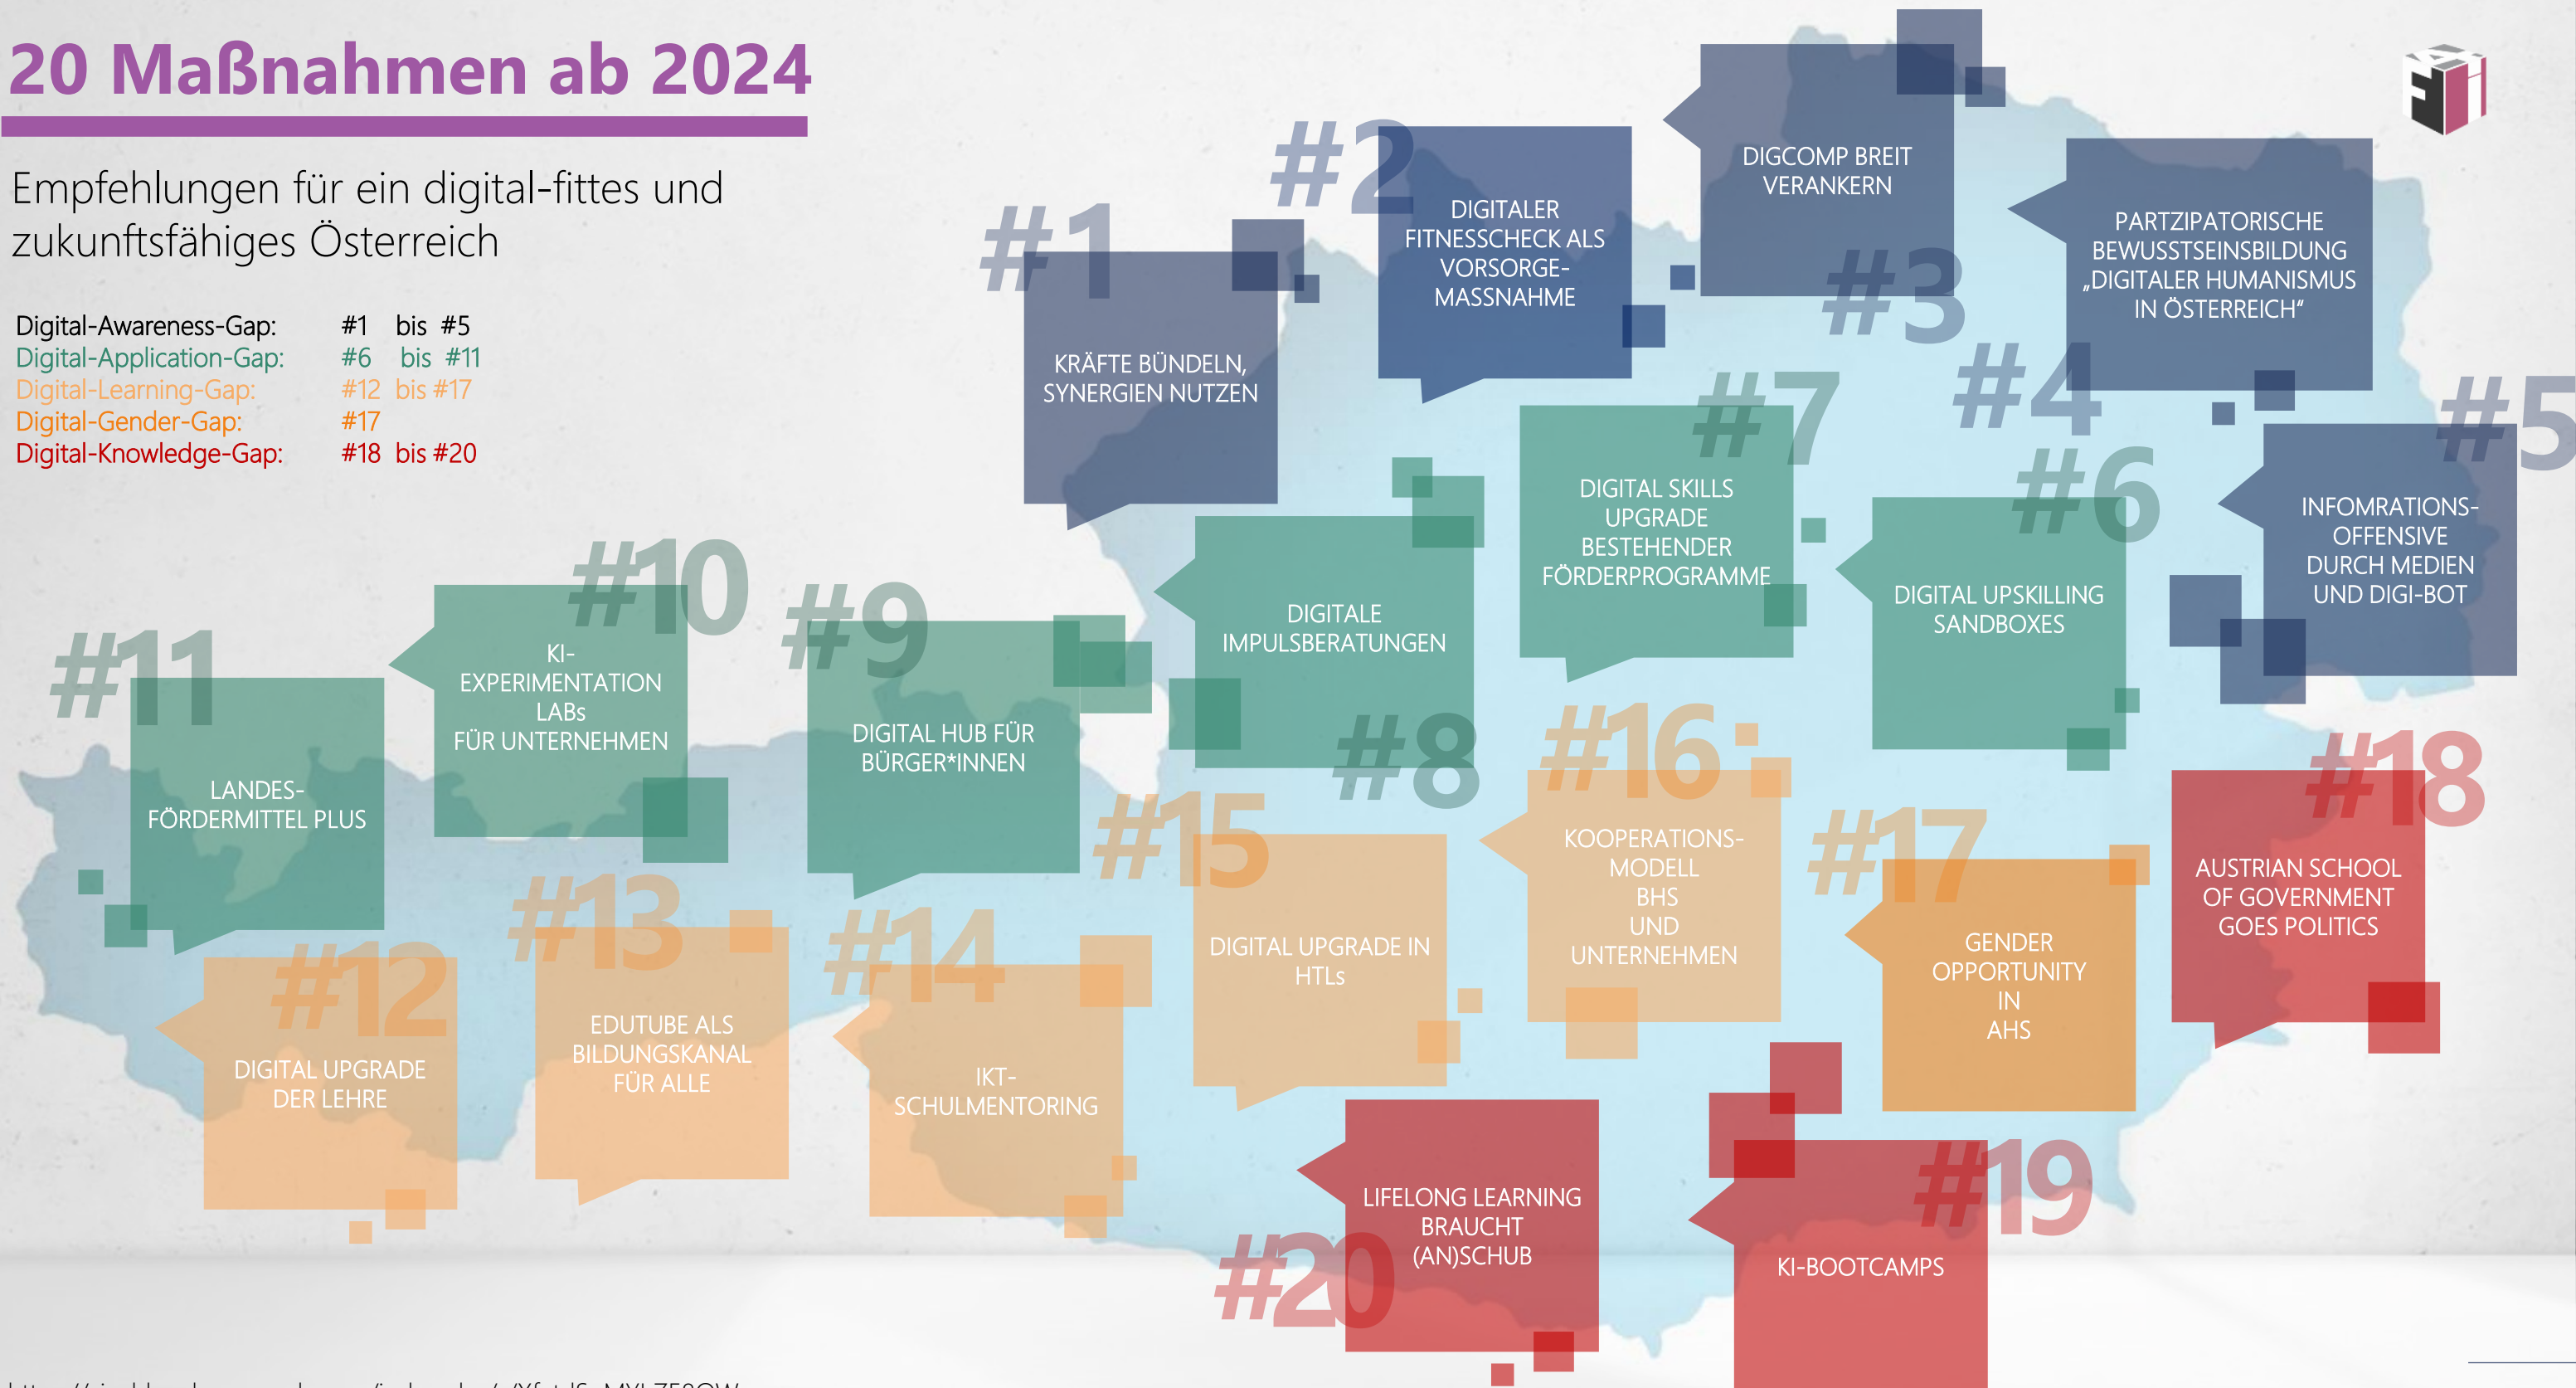 20 Maßnahmen ab 2024
Empfehlungen für ein digital-fittes und
zukunftsfähiges Österreich
Digital-Awareness-Gap: #1 bis #5
Digital-Application-Gap: #6 bis #11
Digital-Learning-Gap: #12 bis #17
Digital-Gender-Gap: #17
Digital-Knowledge-Gap: #18 bis #20
#1
KRÄFTE BÜNDELN,
SYNERGIEN NUTZEN
#2
DIGITALER
FITNESSCHECK ALS
VORSORGE-
MASSNAHME
DIGCOMP BREIT
VERANKERN
#3
PARTZIPATORISCHE
BEWUSSTSEINSBILDUNG
„DIGITALER HUMANISMUS
IN ÖSTERREICH“
#4
#5
INFOMRATIONS-
OFFENSIVE
DURCH MEDIEN
UND DIGI-BOT
#6
DIGITAL UPSKILLING
SANDBOXES
#7
DIGITAL SKILLS
UPGRADE
BESTEHENDER
FÖRDERPROGRAMME
DIGITALE
IMPULSBERATUNGEN
#8
#9
DIGITAL HUB FÜR
BÜRGER*INNEN
#10
KI-
EXPERIMENTATION
LABs
FÜR UNTERNEHMEN
#11
LANDES-
FÖRDERMITTEL PLUS
#12
DIGITAL UPGRADE
DER LEHRE
#13
EDUTUBE ALS
BILDUNGSKANAL
FÜR ALLE
#14
IKT-
SCHULMENTORING
#15
DIGITAL UPGRADE IN
HTLs
#16
KOOPERATIONS-
MODELL
BHS
UND
UNTERNEHMEN
#17
GENDER
OPPORTUNITY
IN
AHS
#18
AUSTRIAN SCHOOL
OF GOVERNMENT
GOES POLITICS
#19
KI-BOOTCAMPS
LIFELONG LEARNING
BRAUCHT
(AN)SCHUB
#20